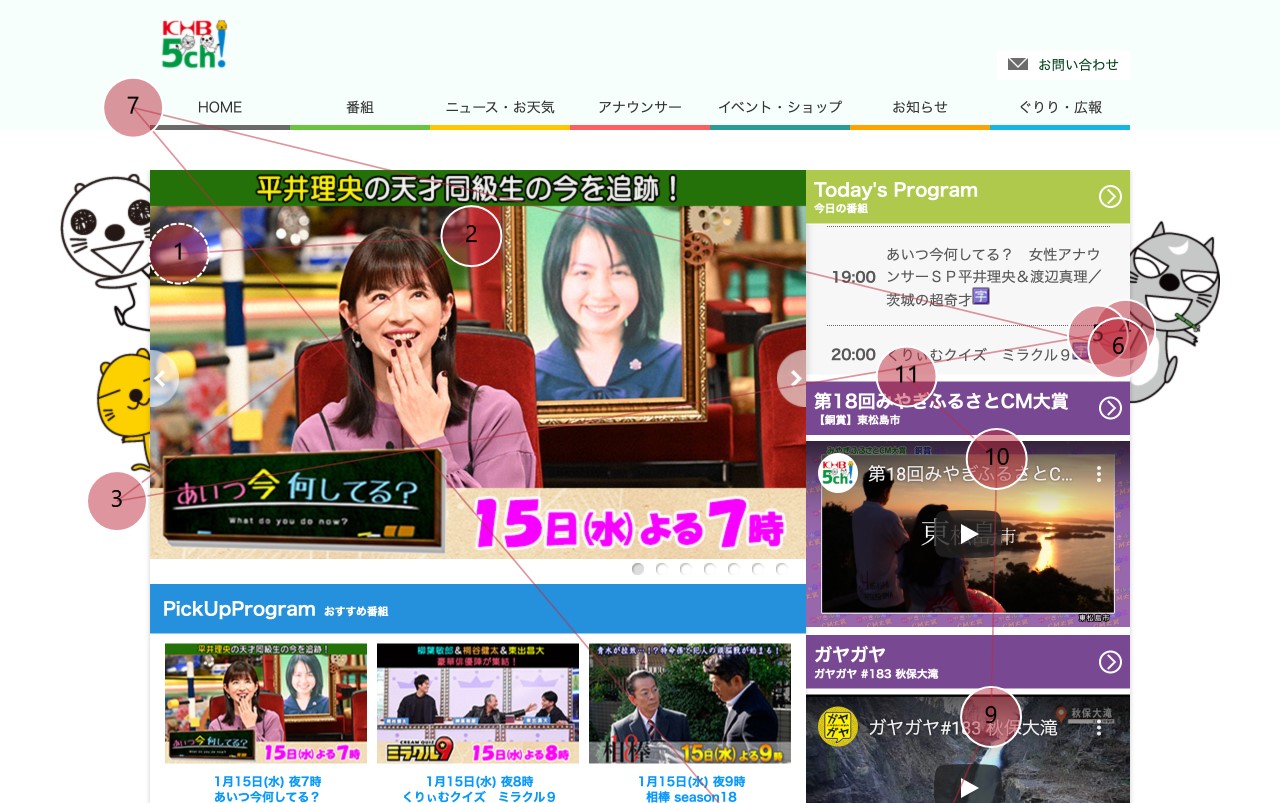 KHB
5ch!
お問い合わせ
7
HOME
番組
ニュース・お天気
アナウンサー
イベント・ショップ
お知らせ
ぐりり・広報
平井理央の天才同級生の今を追跡！
1
2
3
あいつ今何してる？
What do you do now?
15日(水)よる7時
Today's Program
今日の番組
19:00
あいつ今何してる？　女性アナウ
ンサーＳＰ平井理央＆渡辺真理／
茨城の超奇才字
5
6
20:00
くりぃむクイズ　ミラクル９
11
第18回みやぎふるさとCM大賞
【銅賞】東松島市
10
KHB
5ch!
第18回みやぎふるさとC...
東松島市
東松島市
PickUpProgram おすすめ番組
平井理央の天才同級生の今を追跡！
あいつ今何してる？
15日(水)よる7時
1月15日(水) 夜7時
あいつ今何してる？
柳葉敏郎＆桐谷健太＆東出昌大
豪華俳優陣が集結！
CREAM QUIZ
ミラクル9
15日(水)よる8時
1月15日(水) 夜8時
くりぃむクイズ　ミラクル９
相棒
15日(水)よる9時
1月15日(水) 夜9時
相棒 season18
ガヤガヤ
ガヤガヤ #183 秋保大滝
9
ガヤガヤ
ガヤガヤ#183 秋保大滝
秋保大滝